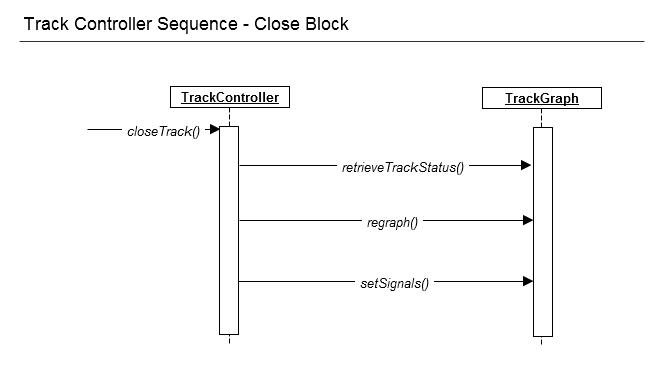 Track Controller Sequence - Close Block
TrackController
TrackGraph
closeTrack()
retrieveTrackStatus()
regraph()
setSignals()